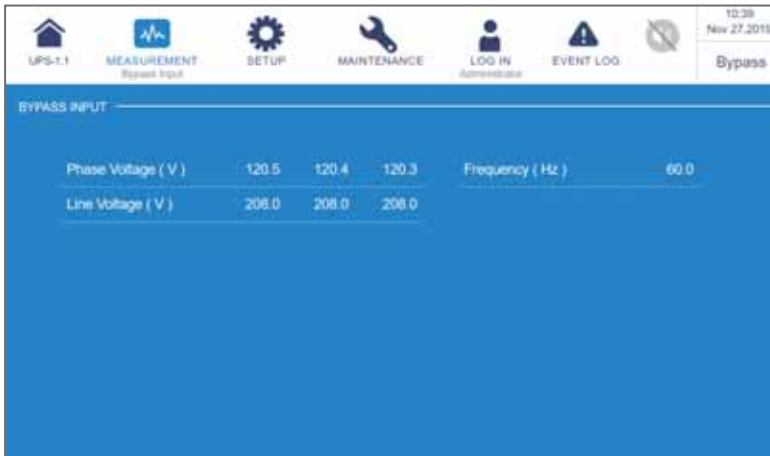 10:39
Nov 27,2019
UPS-1.1
MEASUREMENT
Bypass Input
SETUP
MAINTENANCE
LOG IN
Administrator
EVENT LOG
Bypass
BYPASS INPUT
Phase Voltage ( V ) 120.5 120.4 120.3 Frequency ( Hz ) 60.0
Line Voltage ( V ) 208.0 208.0 208.0